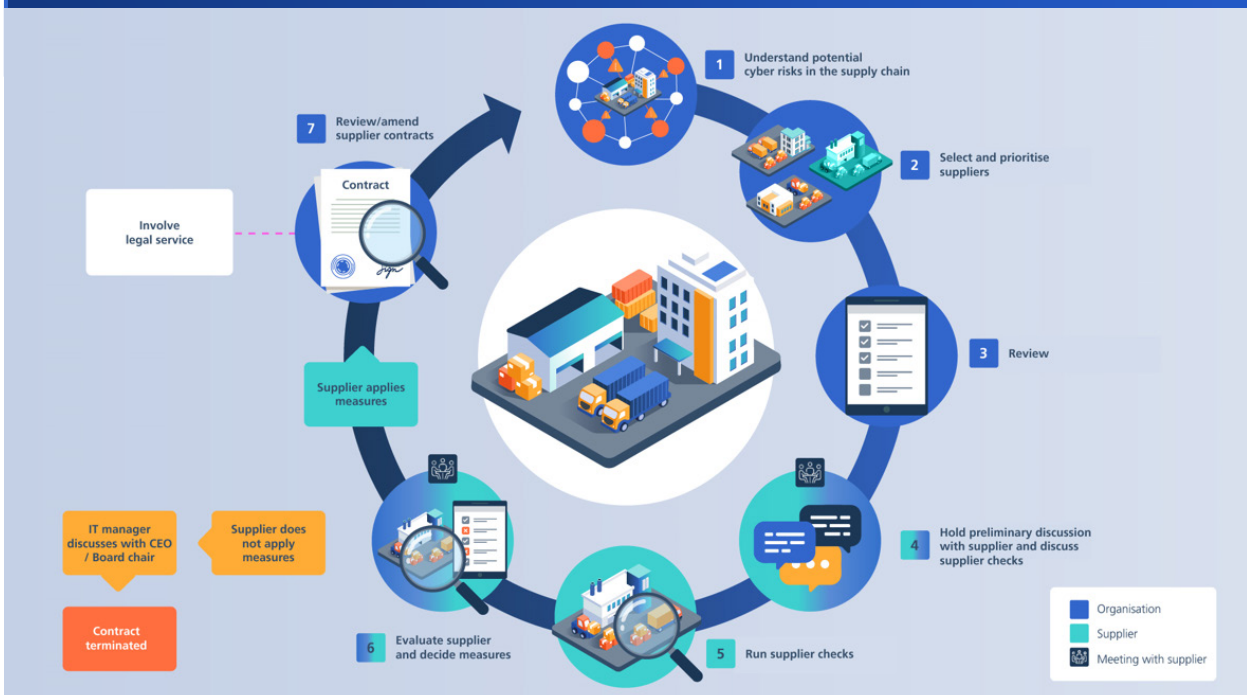 1
Understand potential
cyber risks in the supply chain
2
Select and prioritise
suppliers
3
Review
4
Hold preliminary discussion
with supplier and discuss
supplier checks
5
Run supplier checks
6
Evaluate supplier
and decide measures
Supplier applies
measures
Supplier does
not apply
measures
IT manager
discusses with CEO
/ Board chair
Contract
terminated
7
Review/amend
supplier contracts
Contract
sign
Involve
legal service
Organisation
Supplier
Meeting with supplier